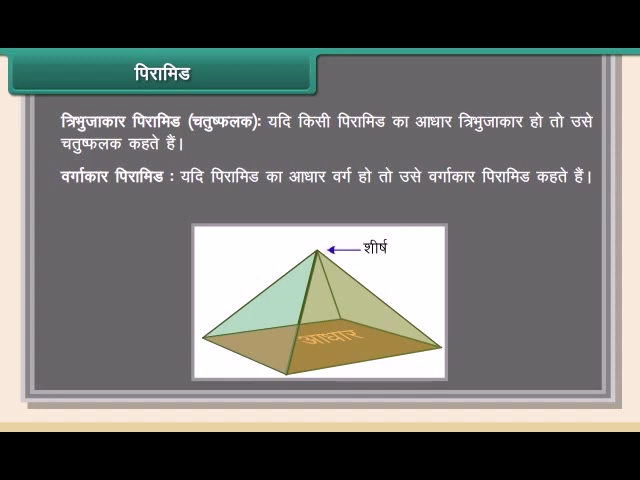 पिरामिड
त्रिभुजाकार पिरामिड (चतुष्फलक): यदि किसी पिरामिड का आधार त्रिभुजाकार हो तो उसे
चतुष्फलक कहते हैं।
वर्गाकार पिरामिड : यदि पिरामिड का आधार वर्ग हो तो उसे वर्गाकार पिरामिड कहते हैं।
शीर्ष
आधार